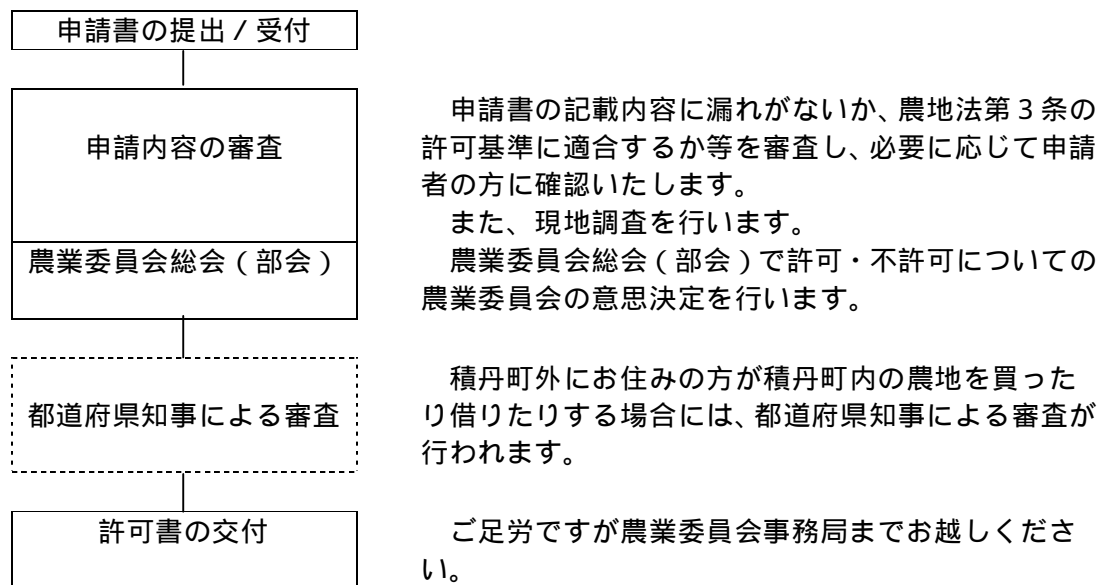 申請書の提出/受付
申請内容の審査
申請書の記載内容に漏れがないか、農地法第3条の
許可基準に適合するか等を審査し、必要に応じて申請
者の方に確認いたします。
また、現地調査を行います。
農業委員会総会(部会)
農業委員会総会(部会)で許可・不許可についての
農業委員会の意思決定を行います。
都道府県知事による審査
積丹町外にお住みの方が積丹町内の農地を買った
り借りたりする場合には、都道府県知事による審査が
行われます。
許可書の交付
ご足労ですが農業委員会事務局までお越しくださ
い。